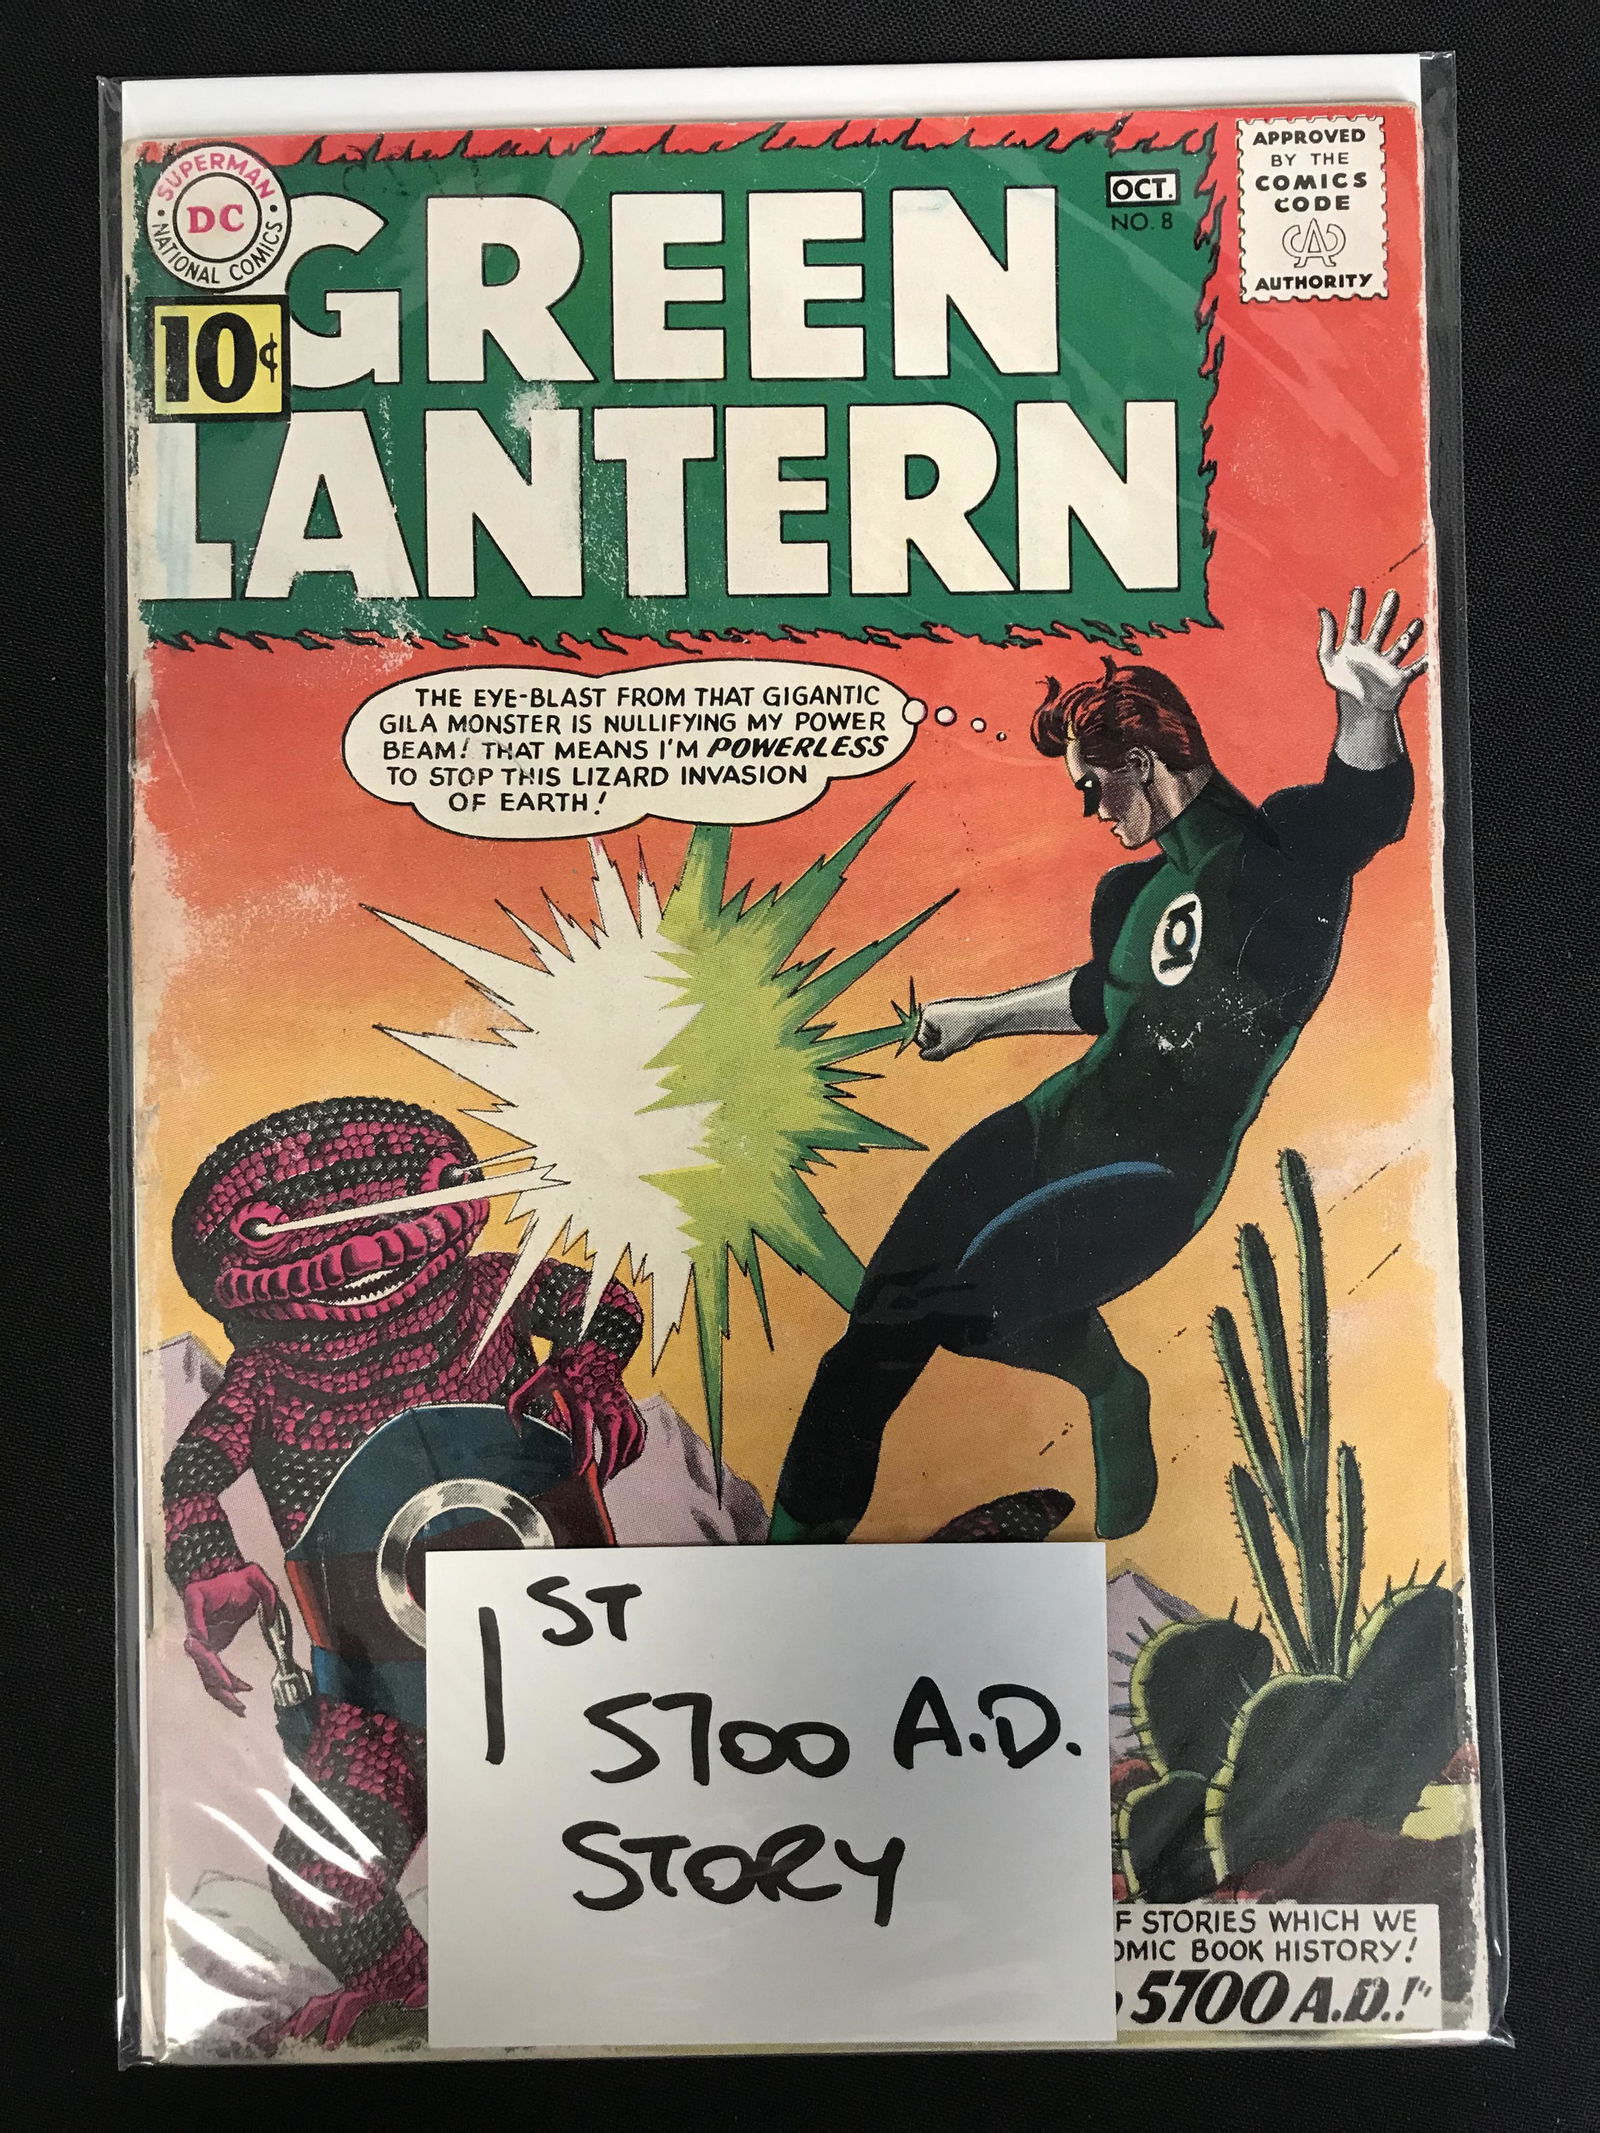 SUPERMAN
DC
NATIONAL COMICS
10¢
GREEN
LANTERN
OCT.
NO. 8
APPROVED
BY THE
COMICS
CODE
CA
AUTHORITY
THE EYE-BLAST FROM THAT GIGANTIC
GILA MONSTER IS NULLIFYING MY POWER
BEAM! THAT MEANS I'M POWERLESS
TO STOP THIS LIZARD INVASION
OF EARTH!
1ST
5700 A.D.
STORY
F STORIES WHICH WE
OMIC BOOK HISTORY!
5700 A.D.!"